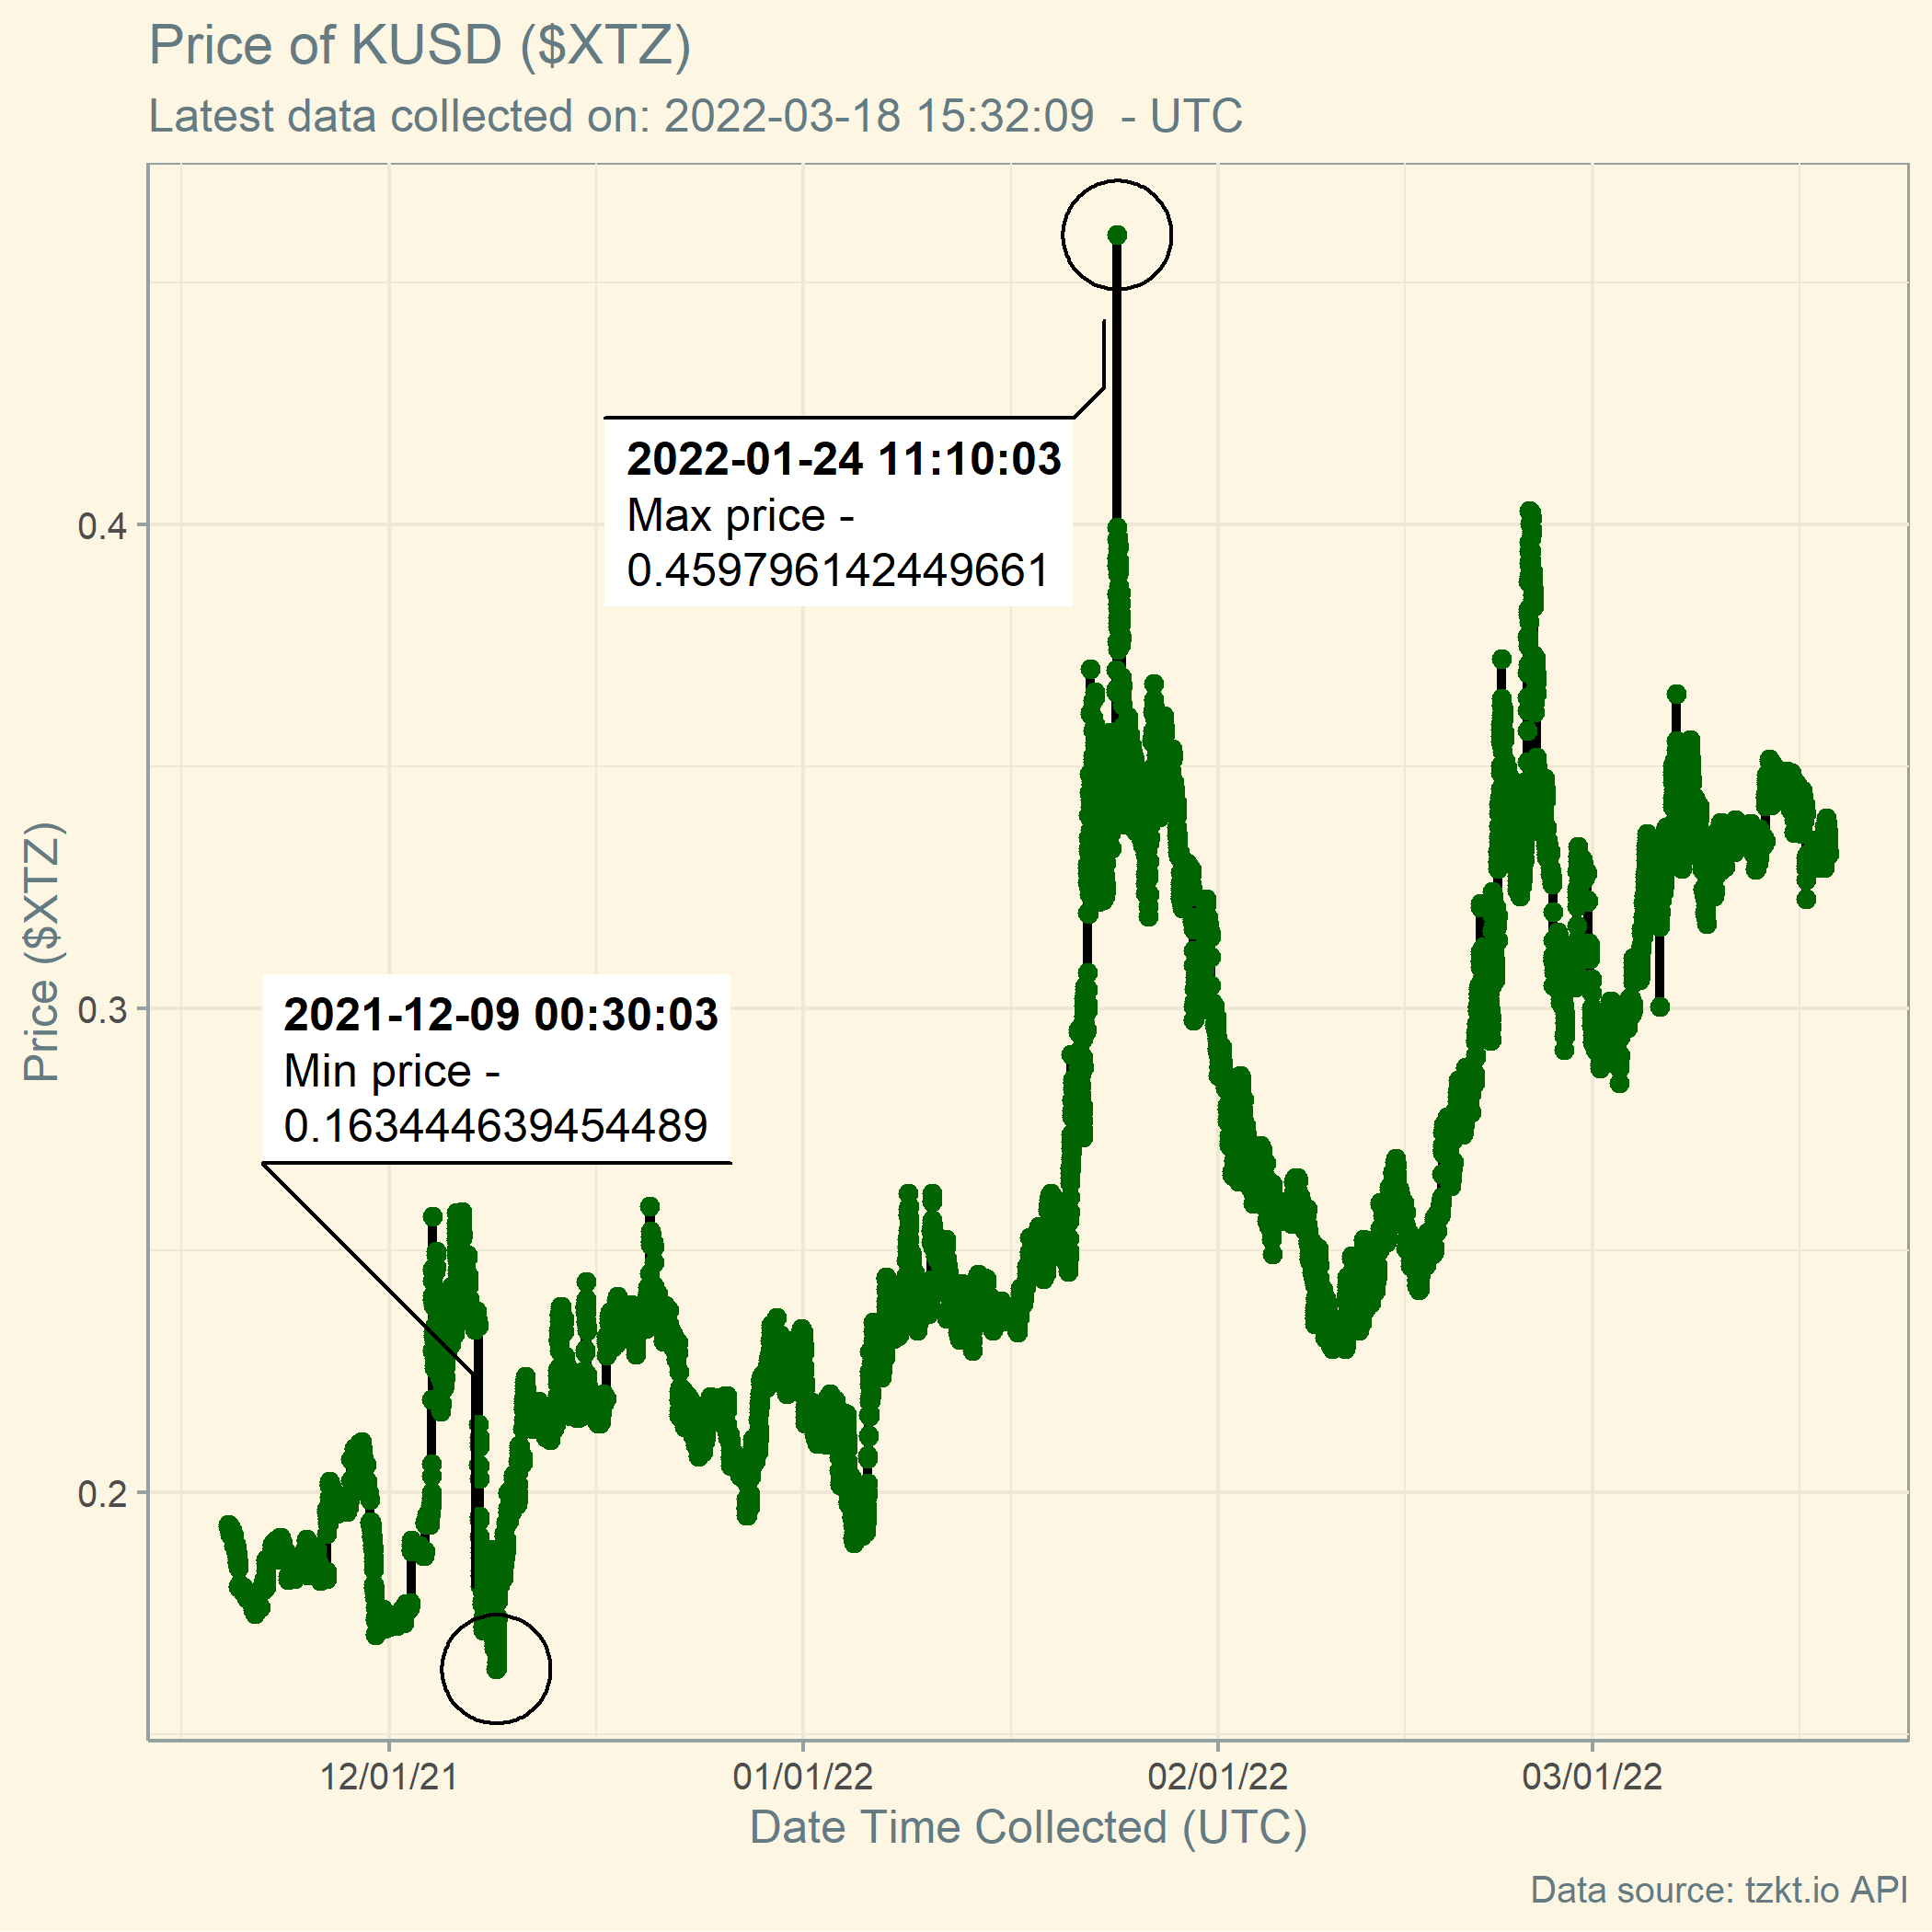 Price of KUSD ($XTZ)
Latest data collected on: 2022-03-18 15:32:09  - UTC
2022-01-24 11:10:03
Max price -
0.459796142449661
0.4
0.3
0.2
Price ($XTZ)
2021-12-09 00:30:03
Min price -
0.163444639454489
12/01/21
01/01/22
02/01/22
03/01/22
Date Time Collected (UTC)
Data source: tzkt.io API